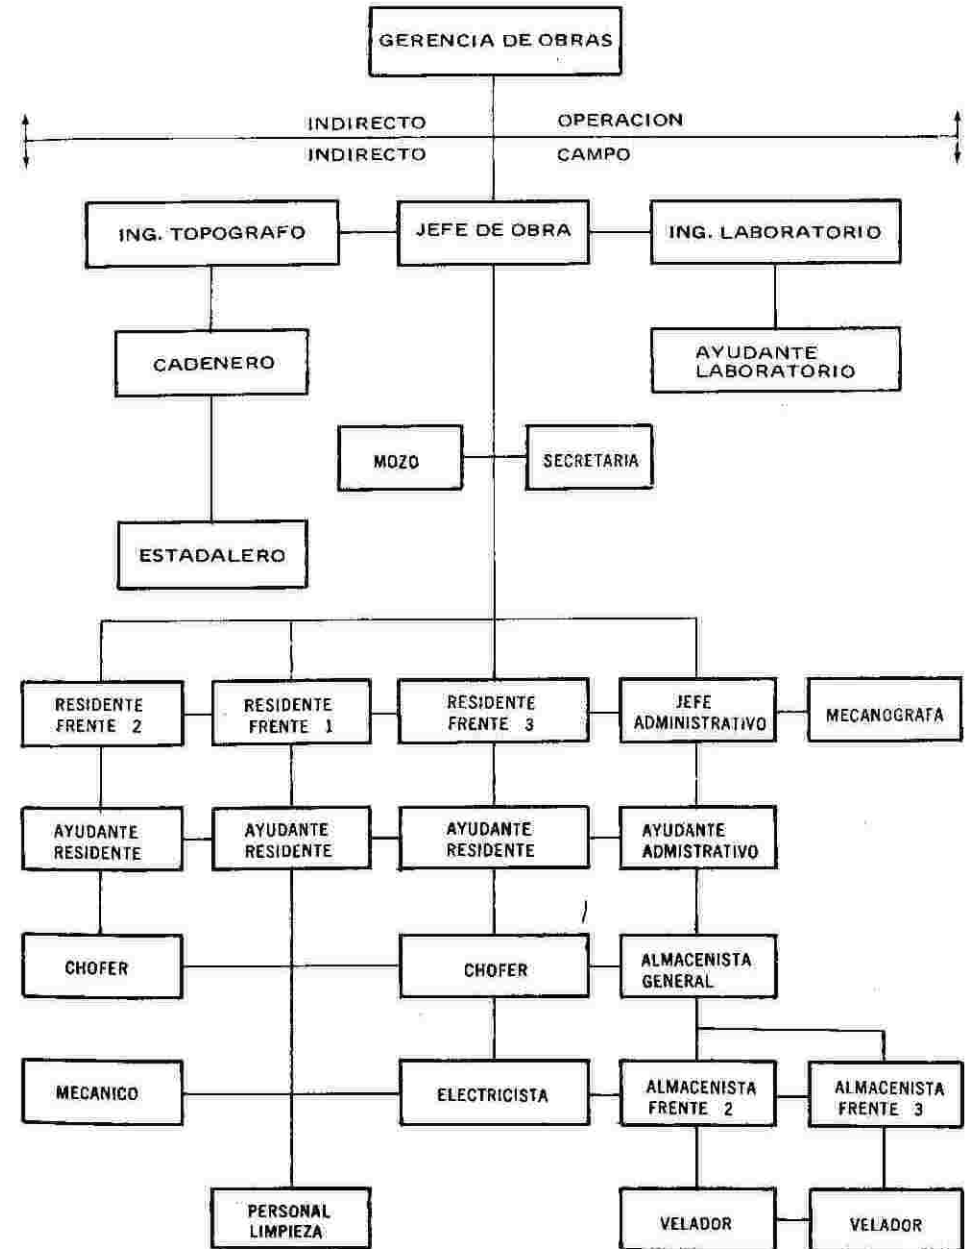 GERENCIA DE OBRAS
INDIRECTO OPERACION
INDIRECTO CAMPO
ING. TOPOGRAFO
JEFE DE OBRA
ING. LABORATORIO
CADENERO
AYUDANTE
LABORATORIO
MOZO
SECRETARIA
ESTADALERO
RESIDENTE
FRENTE 2
RESIDENTE
FRENTE 1
RESIDENTE
FRENTE 3
JEFE
ADMINISTRATIVO
MECANOGRAFA
AYUDANTE
RESIDENTE
AYUDANTE
RESIDENTE
AYUDANTE
RESIDENTE
AYUDANTE
ADMISTRATIVO
CHOFER
CHOFER
ALMACENISTA
GENERAL
MECANICO
ELECTRICISTA
ALMACENISTA
FRENTE 2
ALMACENISTA
FRENTE 3
PERSONAL
LIMPIEZA
VELADOR
VELADOR